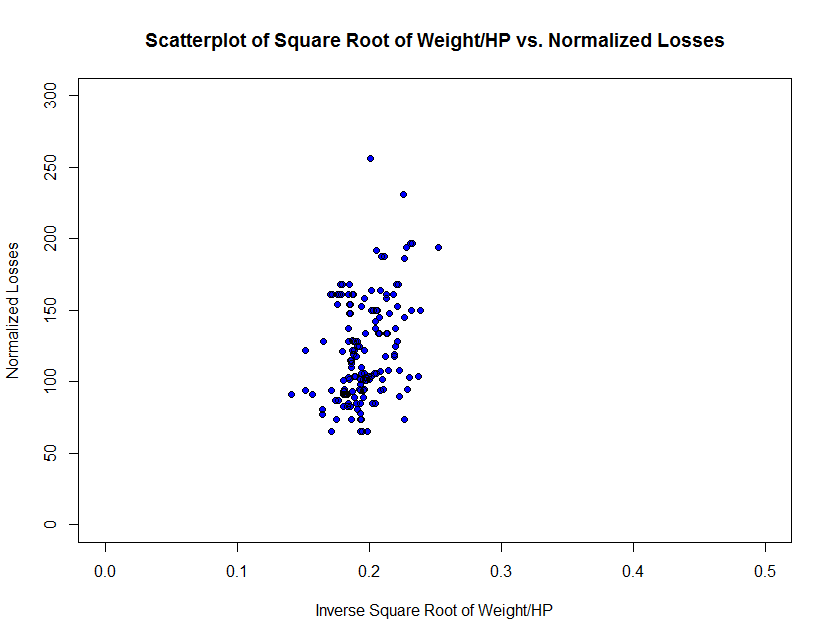 Scatterplot of Square Root of Weight/HP vs. Normalized Losses
300
250
200
150
100
50
0
Normalized Losses
0.0 0.1 0.2 0.3 0.4 0.5
Inverse Square Root of Weight/HP